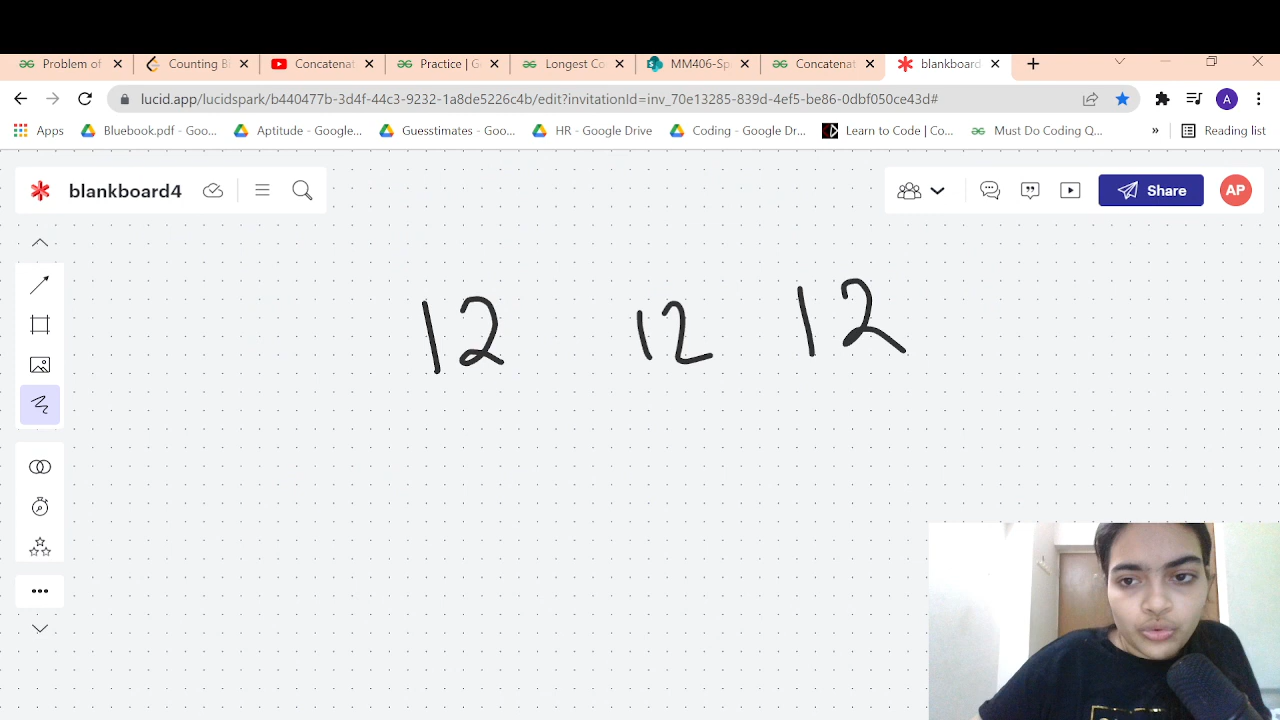 Problem of
Counting Bi
Concatenat
Practice | G
Longest Co
MM406-Sp
Concatenat
blankboard
lucid.app/lucidspark/b440477b-3d4f-44c3-9232-1a8de5226c4b/edit?invitationId=inv_70e13285-839d-4ef5-be86-0dbf050ce43d#
A
Apps
Bluebook.pdf - Goo...
Aptitude - Google...
Guesstimates - Goo...
HR - Google Drive
Coding - Google Dr...
Learn to Code | Co...
Must Do Coding Q...
»
Reading list
blankboard4
Share
AP
12 12 12